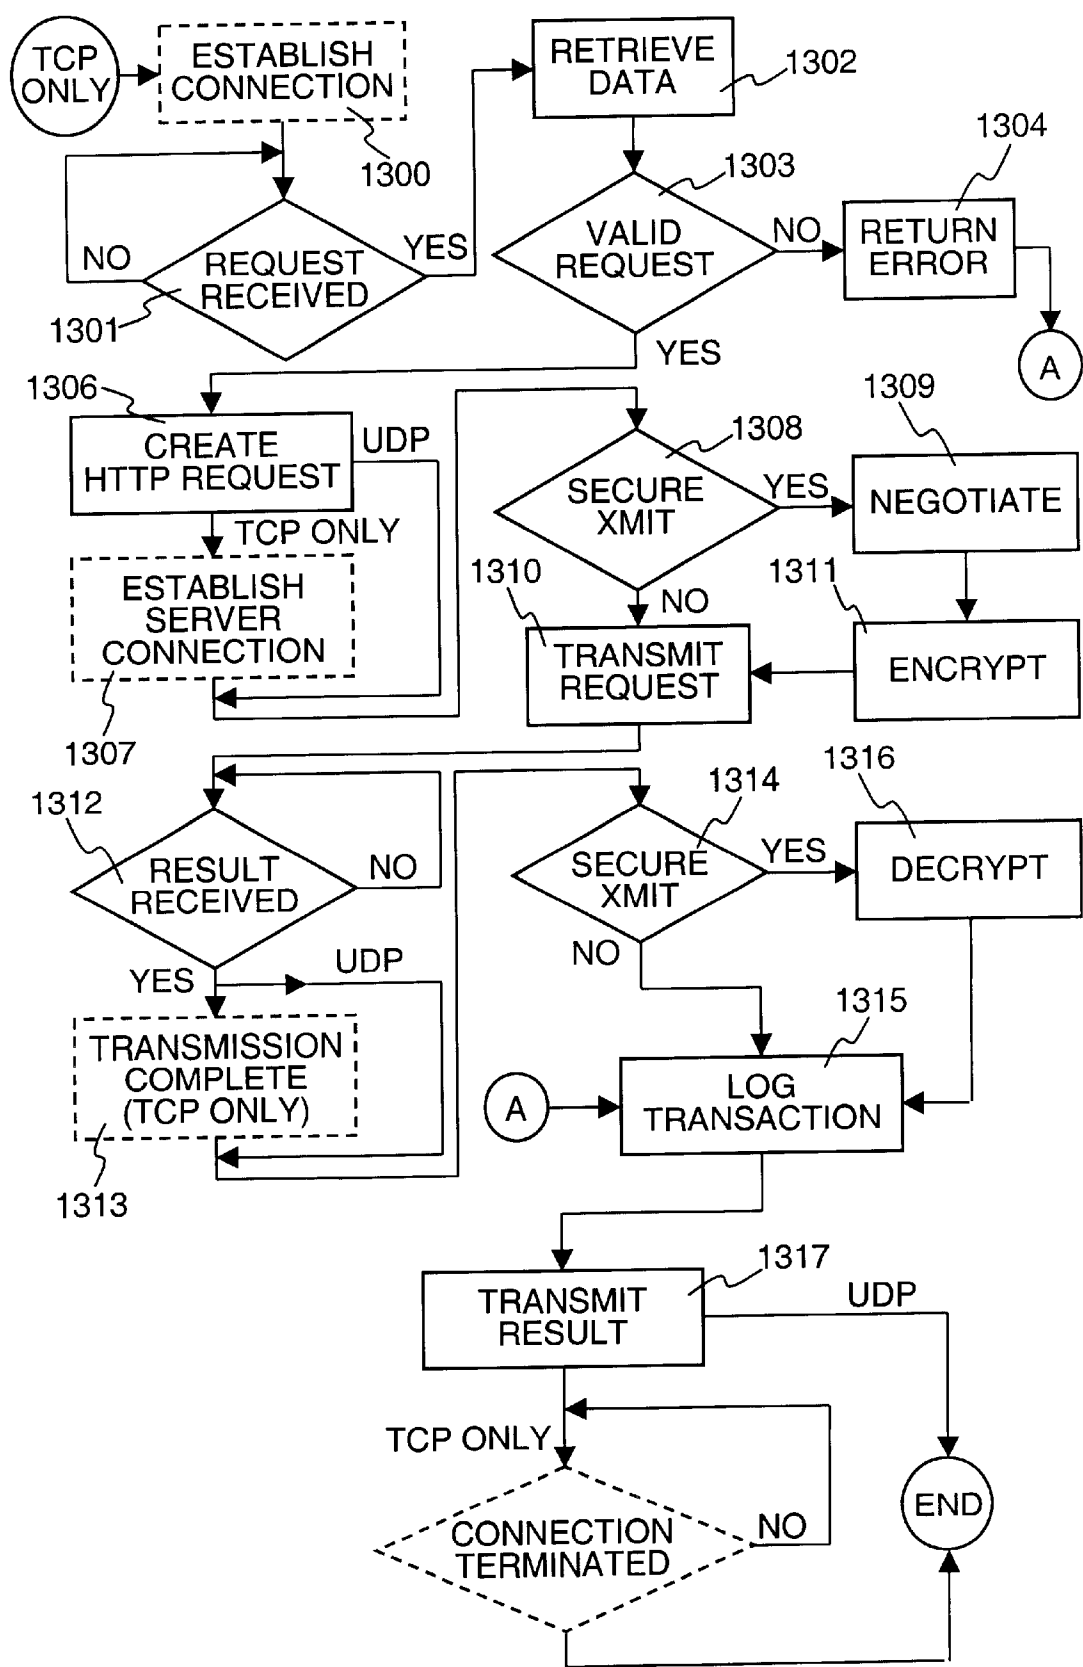 TCP
ONLY
ESTABLISH
CONNECTION
1300
RETRIEVE
DATA
1302
1304
1303
NO
REQUEST
RECEIVED
YES
1301
VALID
REQUEST
NO
RETURN
ERROR
YES
A
1306
CREATE
HTTP REQUEST
UDP
TCP ONLY
ESTABLISH
SERVER
CONNECTION
1307
1308
1309
SECURE
XMIT
YES
NEGOTIATE
1310
NO
1311
TRANSMIT
REQUEST
ENCRYPT
1312
RESULT
RECEIVED
NO
YES
UDP
TRANSMISSION
COMPLETE
(TCP ONLY)
1313
1314
1316
SECURE
XMIT
YES
DECRYPT
NO
1315
A
LOG
TRANSACTION
1317
TRANSMIT
RESULT
UDP
TCP ONLY
CONNECTION
TERMINATED
NO
END